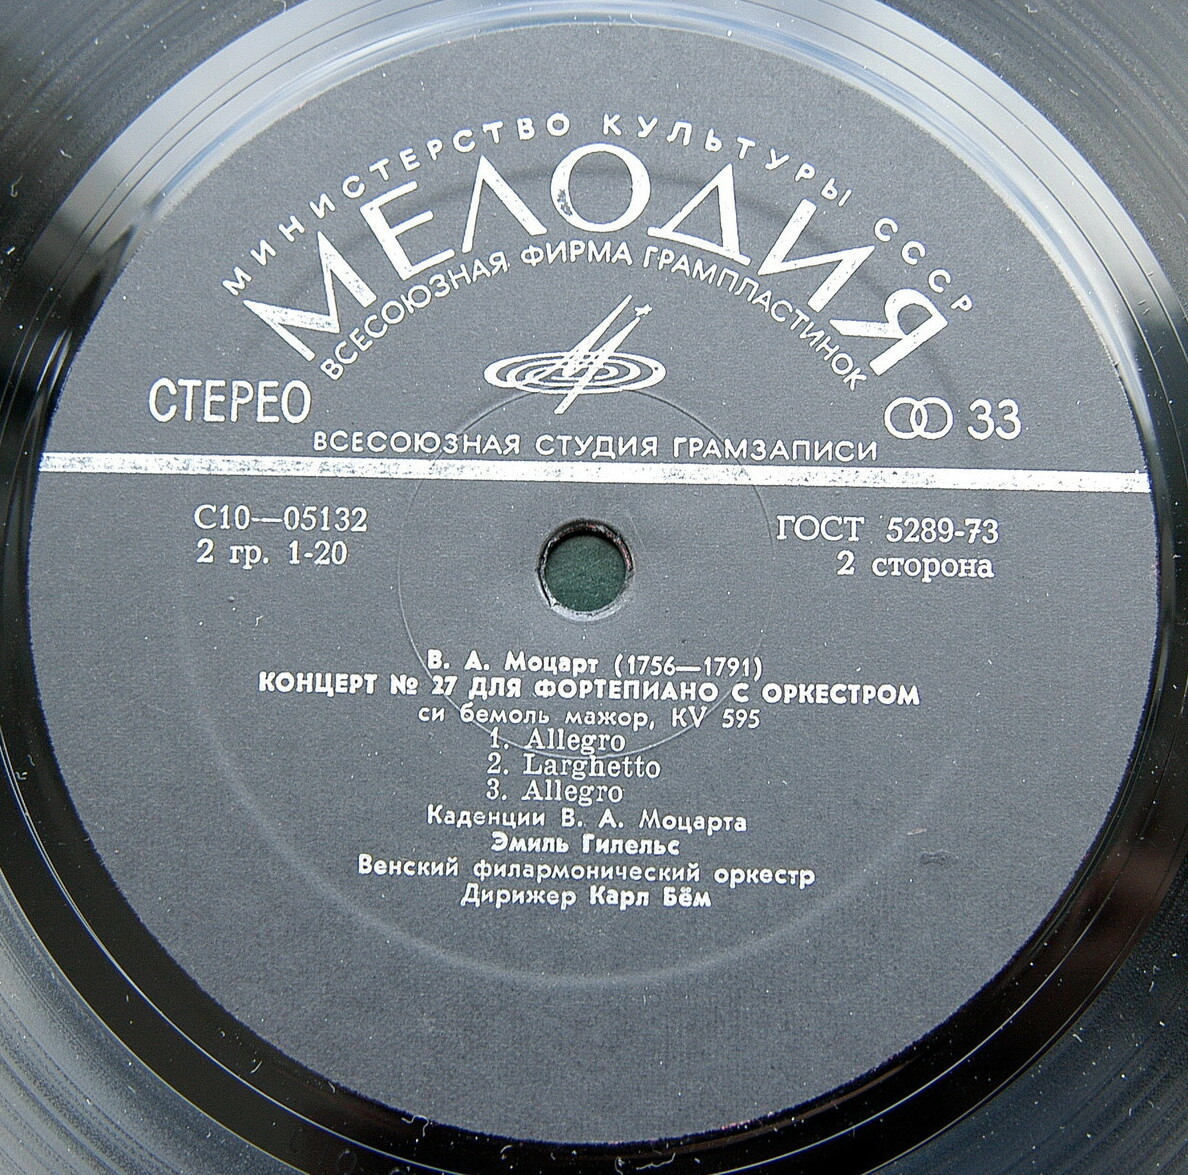 МИНИСТЕРСТВО КУЛЬТУРЫ СССР
МЕЛОДИЯ
ВСЕСОЮЗНАЯ ФИРМА ГРАМПЛАСТИНОК
СТЕРЕО
33
ВСЕСОЮЗНАЯ СТУДИЯ ГРАМЗАПИСИ
С10—05132
ГОСТ 5289-73
2 гр. 1-20
2 сторона
В. А. Моцарт (1756—1791)
КОНЦЕРТ № 27 ДЛЯ ФОРТЕПИАНО С ОРКЕСТРОМ
си бемоль мажор, KV 595
1. Allegro
2. Larghetto
3. Allegro
Каденции В. А. Моцарта
Эмиль Гилельс
Венский филармонический оркестр
Дирижер Карл Бём